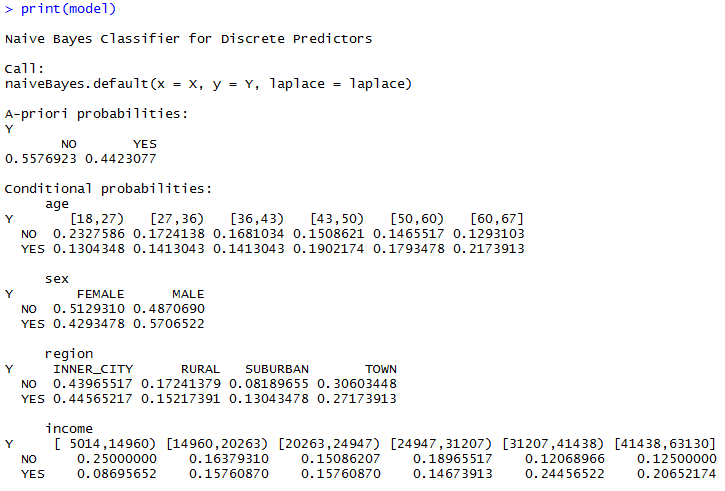 > print(model)
Naive Bayes Classifier for Discrete Predictors
Call:
naiveBayes.default(x = X, y = Y, laplace = laplace)
A-priori probabilities:
Y
NO YES
0.5576923 0.4423077
Conditional probabilities:
age
Y [18,27) [27,36) [36,43) [43,50) [50,60) [60,67]
NO 0.2327586 0.1724138 0.1681034 0.1508621 0.1465517 0.1293103
YES 0.1304348 0.1413043 0.1413043 0.1902174 0.1793478 0.2173913
sex
Y FEMALE MALE
NO 0.5129310 0.4870690
YES 0.4293478 0.5706522
region
Y INNER_CITY RURAL SUBURBAN TOWN
NO 0.43965517 0.17241379 0.08189655 0.30603448
YES 0.44565217 0.15217391 0.13043478 0.27173913
income
Y [ 5014,14960) [14960,20263) [20263,24947) [24947,31207) [31207,41438) [41438,63130]
NO 0.25000000 0.16379310 0.15086207 0.18965517 0.12068966 0.12500000
YES 0.08695652 0.15760870 0.15760870 0.14673913 0.24456522 0.20652174